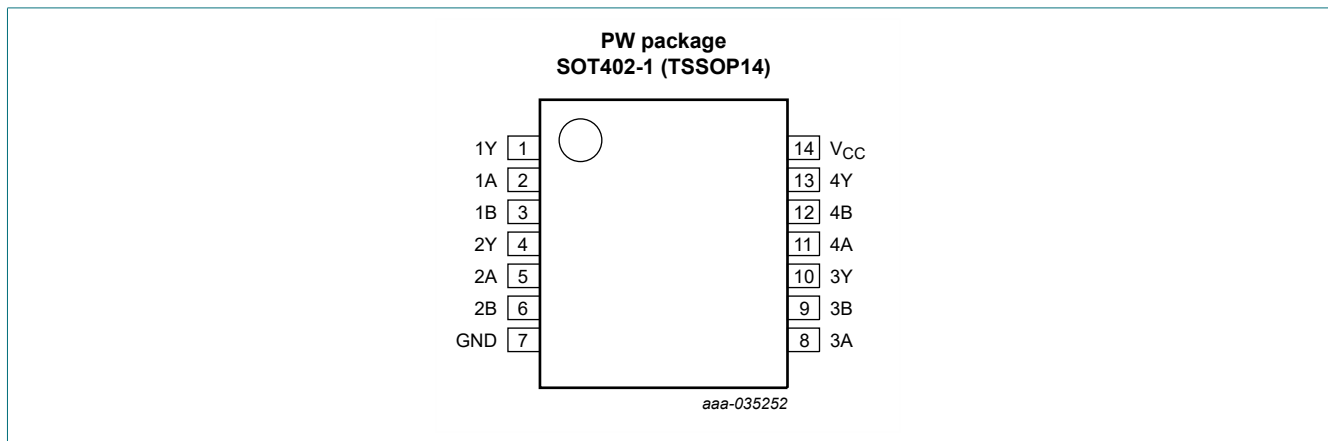 PW package
SOT402-1 (TSSOP14)
1Y 1 14 VCC
1A 2 13 4Y
1B 3 12 4B
2Y 4 11 4A
2A 5 10 3Y
2B 6 9 3B
GND 7 8 3A
aaa-035252